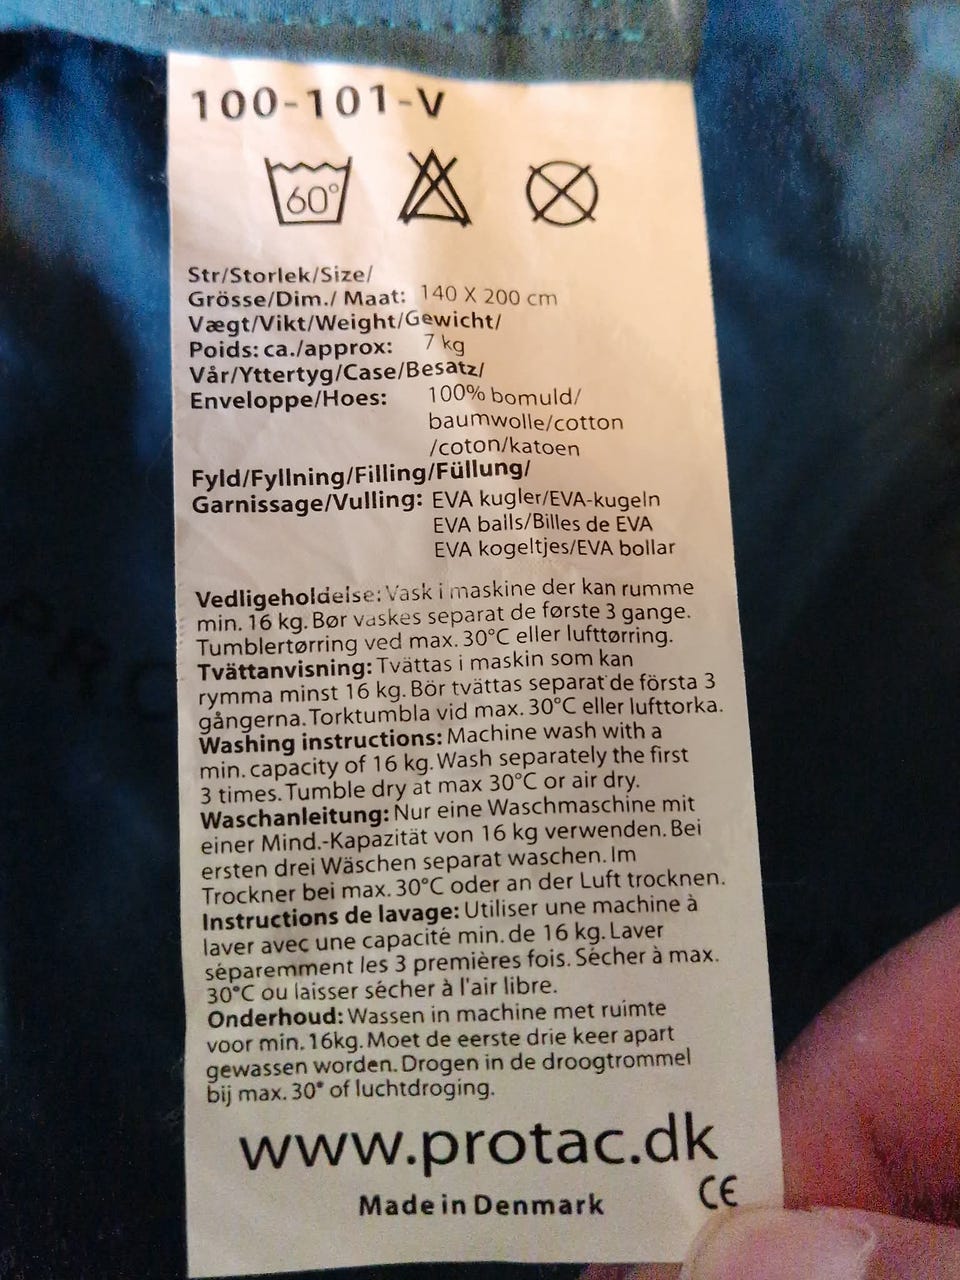 100-101-V
60°
Str/Storlek/Size/
Grösse/Dim./ Maat: 140 X 200 cm
Vægt/Vikt/Weight/Gewicht/
Poids: ca./approx: 7 kg
Vår/Yttertyg/Case/Besatz/
Enveloppe/Hoes: 100% bomuld/
baumwolle/cotton
/coton/katoen
Fyld/Fyllning/Filling/Füllung/
Garnissage/Vulling: EVA kugler/EVA-kugeln
EVA balls/Billes de EVA
EVA kogeltjes/EVA bollar
Vedligeholdelse: Vask i maskine der kan rumme
min. 16 kg. Bør vaskes separat de første 3 gange.
Tumblertørring ved max. 30°C eller lufttørring.
Tvättanvisning: Tvättas i maskin som kan
rymma minst 16 kg. Bör tvättas separat de första 3
gångerna. Torktumbla vid max. 30°C eller lufttorka.
Washing instructions: Machine wash with a
min. capacity of 16 kg. Wash separately the first
3 times. Tumble dry at max 30°C or air dry.
Waschanleitung: Nur eine Waschmaschine mit
einer Mind.-Kapazität von 16 kg verwenden. Bei
ersten drei Wäschen separat waschen. Im
Trockner bei max. 30°C oder an der Luft trocknen.
Instructions de lavage: Utiliser une machine à
laver avec une capacité min. de 16 kg. Laver
séparemment les 3 premières fois. Sécher à max.
30°C ou laisser sécher à l'air libre.
Onderhoud: Wassen in machine met ruimte
voor min. 16kg. Moet de eerste drie keer apart
gewassen worden. Drogen in de droogtrommel
bij max. 30° of luchtdroging.
www.protac.dk
Made in Denmark CE